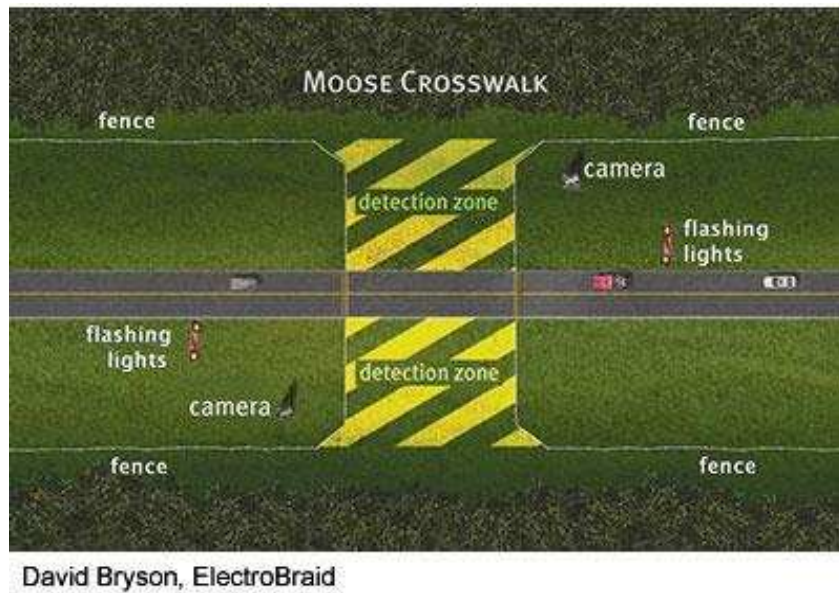 MOOSE CROSSWALK
fence
fence
camera
detection zone
flashing
lights
flashing
lights
detection zone
camera
fence
fence
David Bryson, ElectroBraid